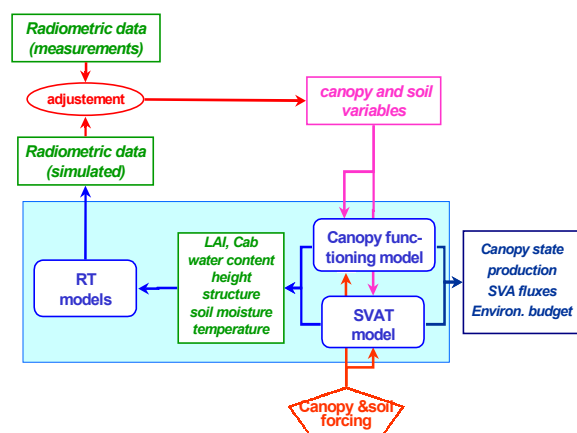 Radiometric data
(measurements)
adjustement
canopy and soil
variables
Radiometric data
(simulated)
LAI, Cab
water content
height
structure
soil moisture
temperature
RT
models
Canopy func-
tioning model
SVAT
model
Canopy state
production
SVA fluxes
Environ. budget
Canopy &soil
forcing